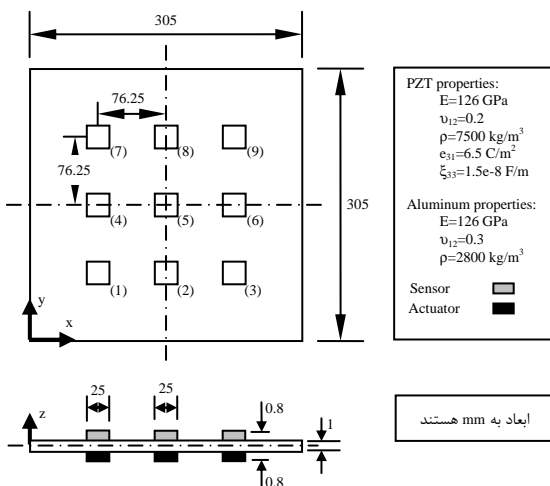 305
76.25
(7)
(8)
(9)
76.25
(4)
(5)
(6)
305
(1)
(2)
(3)
y
x
PZT properties:
E=126 GPa
υ12=0.2
ρ=7500 kg/m³
e31=6.5 C/m²
ξ33=1.5e-8 F/m
Aluminum properties:
E=126 GPa
υ12=0.3
ρ=2800 kg/m³
Sensor
Actuator
z
25
25
0.8
1
0.8
ابعاد به mm هستند